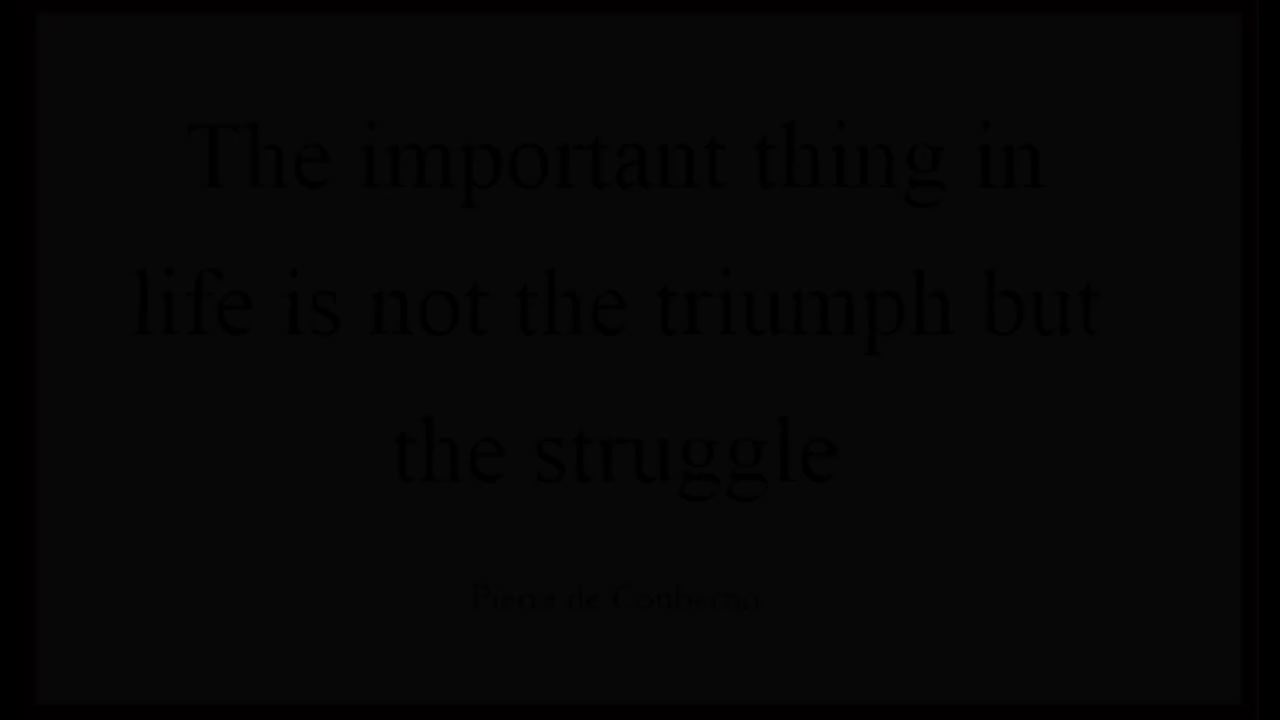 The important thing in
life is not the triumph but
the struggle
Pierre de Coubertin